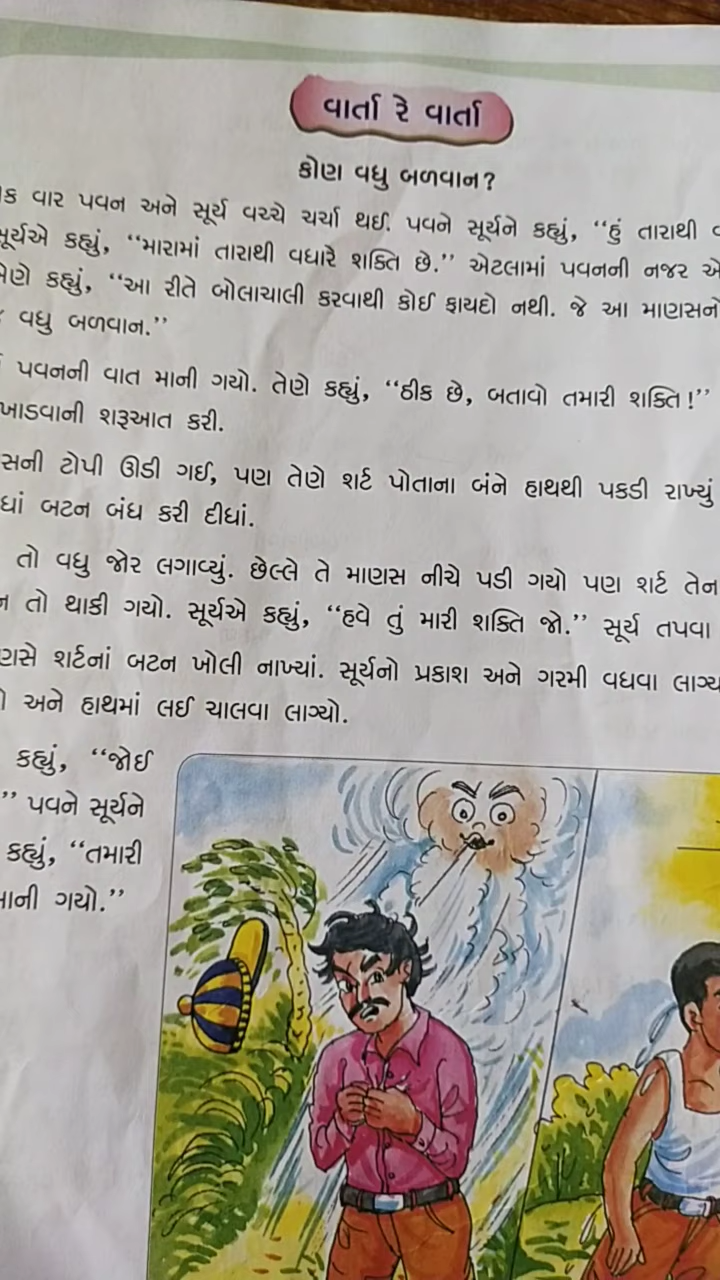 વાર્તા રે વાર્તા
કોણ વધુ બળવાન?
વાર પવન અને સૂર્ય વચ્ચે ચર્ચા થઈ. પવને સૂર્યને કહ્યું, “હું તારાથી
સૂર્યએ કહ્યું, “મારામાં તારાથી વધારે શક્તિ છે.” એટલામાં પવનની નજર
કહ્યું, “આ રીતે બોલાચાલી કરવાથી કોઈ ફાયદો નથી. જે આ માણસને
વધુ બળવાન.”
પવનની વાત માની ગયો. તેણે કહ્યું, “ઠીક છે, બતાવો તમારી શક્તિ!”
શરૂઆત કરી.
ટોપી ઊડી ગઈ, પણ તેણે શર્ટ પોતાના બંને હાથથી પકડી રાખ્યું
બટન બંધ કરી દીધાં.
તો વધુ જોર લગાવ્યું. છેલ્લે તે માણસ નીચે પડી ગયો પણ શર્ટ
તો થાકી ગયો. સૂર્યએ કહ્યું, “હવે તું મારી શક્તિ જો.” સૂર્ય તપવા
શર્ટનાં બટન ખોલી નાખ્યાં. સૂર્યનો પ્રકાશ અને ગરમી વધવા
અને હાથમાં લઈ ચાલવા લાગ્યો.
કહ્યું, “જોઈ
” પવને સૂર્યને
કહ્યું, “તમારી
ગયો.”